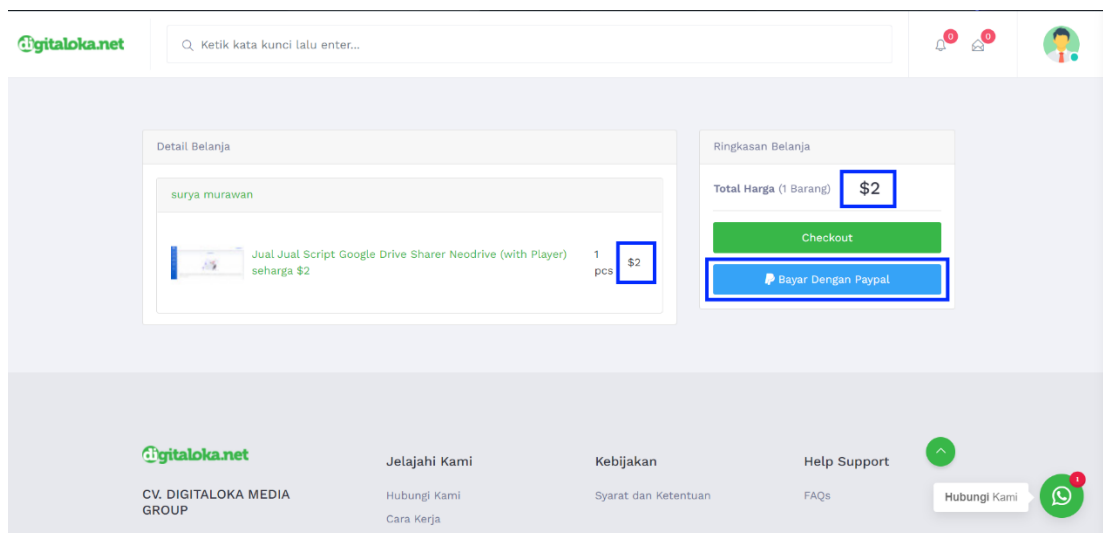 digitaloka.net
Ketik kata kunci lalu enter...
0
0
Detail Belanja
surya murawan
Jual Jual Script Google Drive Sharer Neodrive (with Player)
seharga $2
1
pcs
$2
Ringkasan Belanja
Total Harga (1 Barang)
$2
Checkout
Bayar Dengan Paypal
digitaloka.net
CV. DIGITALOKA MEDIA
GROUP
Jelajahi Kami
Hubungi Kami
Cara Kerja
Kebijakan
Syarat dan Ketentuan
Help Support
FAQs
Hubungi Kami
1